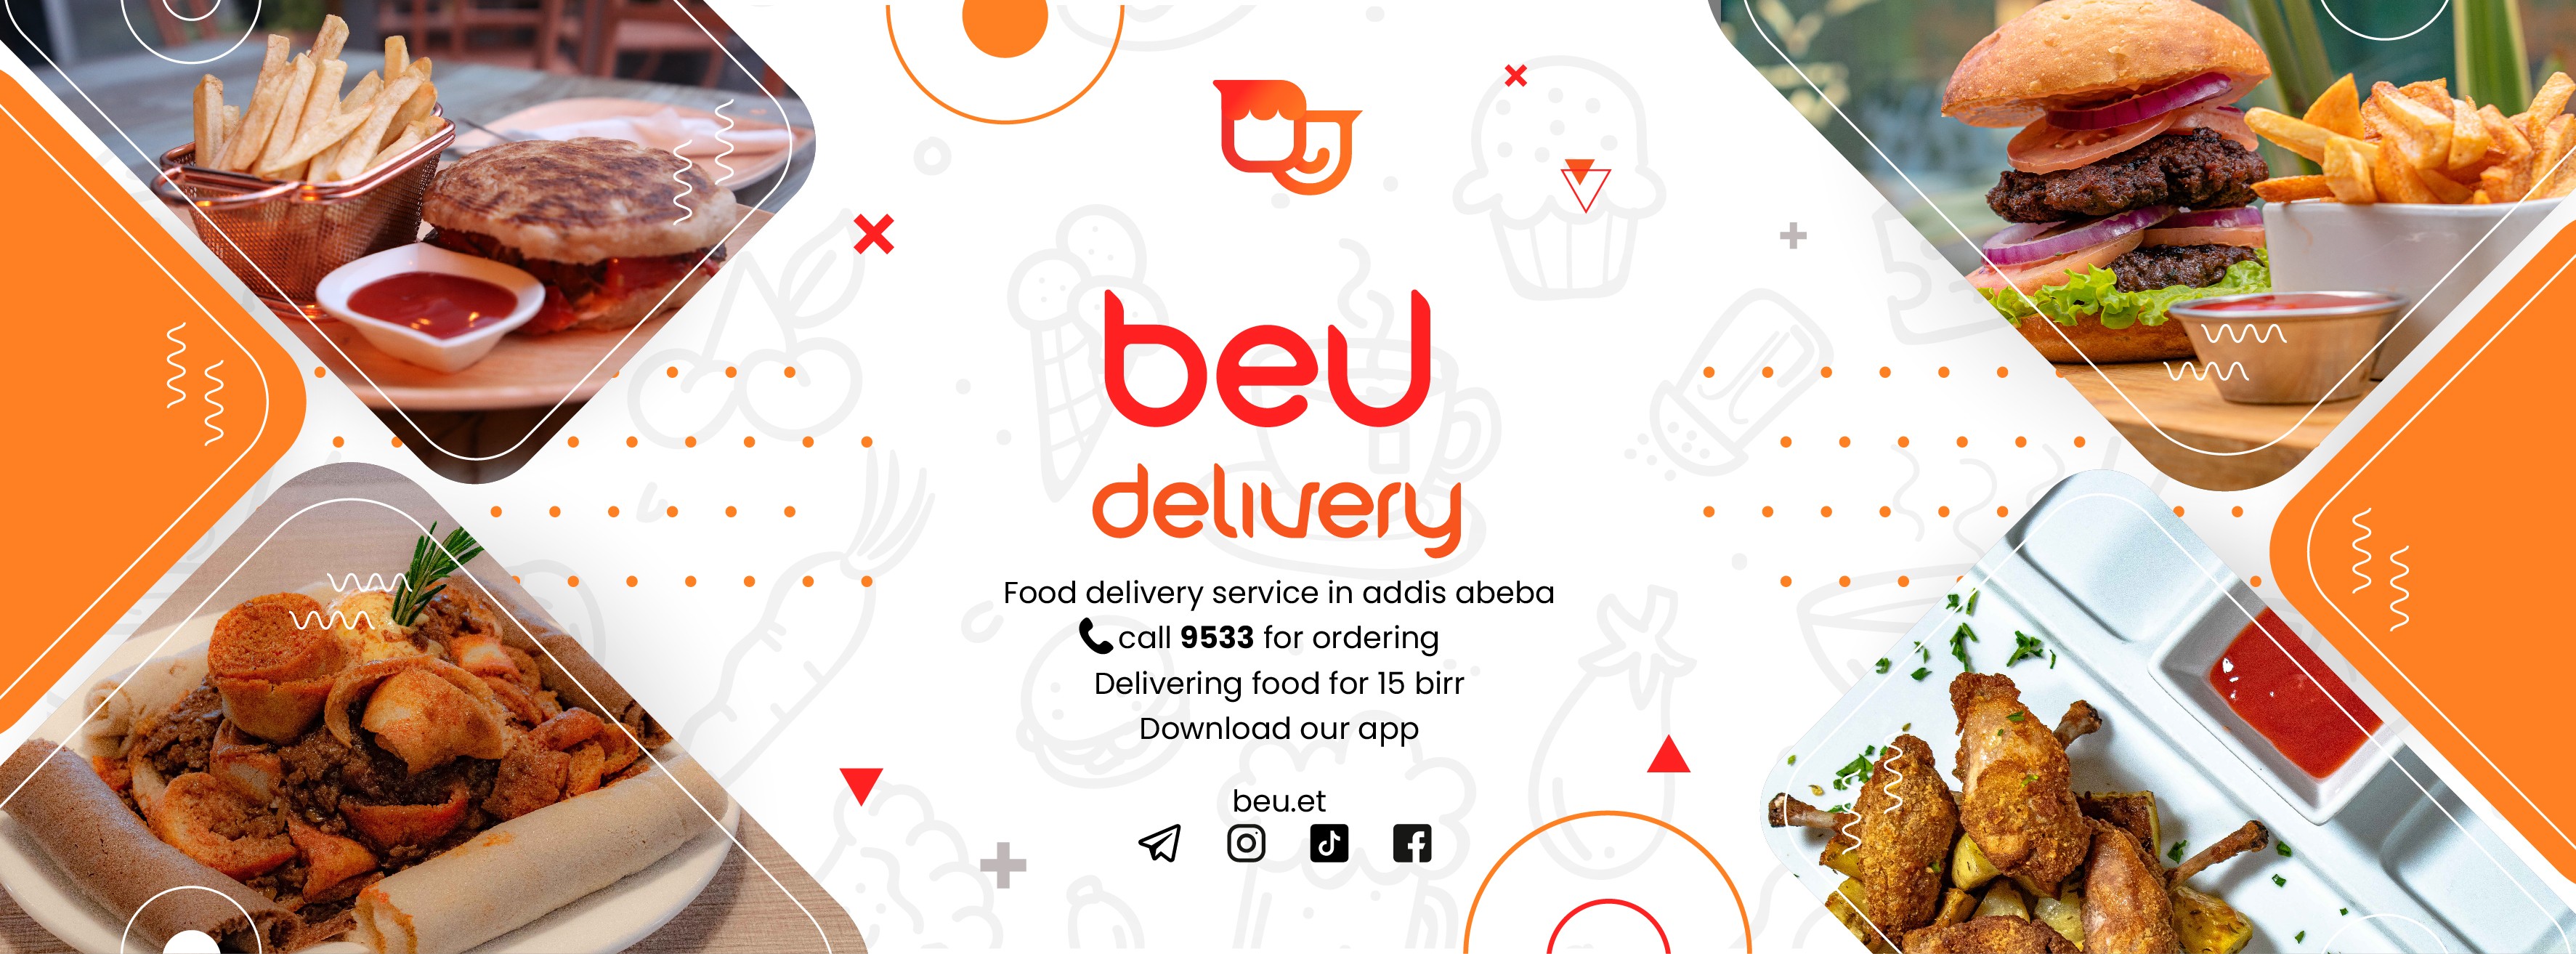 beu
delivery
Food delivery service in addis abeba
call 9533 for ordering
Delivering food for 15 birr
Download our app
beu.et